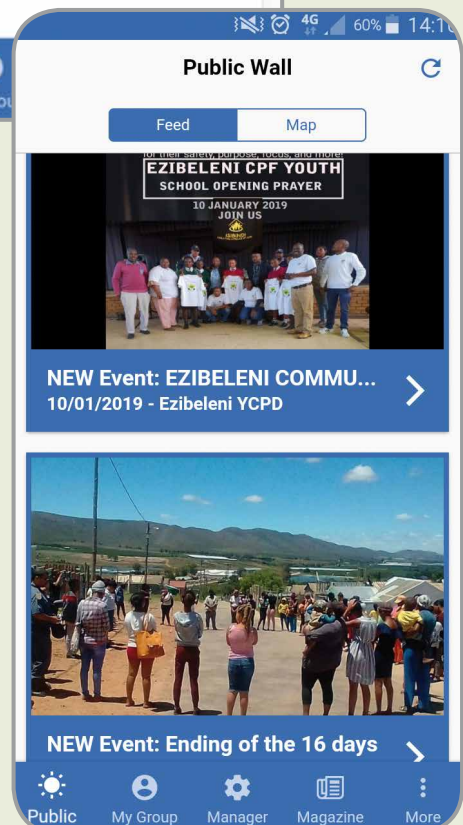 4G 60% 14:10
Public Wall
Feed Map
for their safety, purpose, focus, and more!
EZIBELENI CPF YOUTH
SCHOOL OPENING PRAYER
10 JANUARY 2019
JOIN US
NEW Event: EZIBELENI COMMU...
10/01/2019 - Ezibeleni YCPD
NEW Event: Ending of the 16 days
Public My Group Manager Magazine More